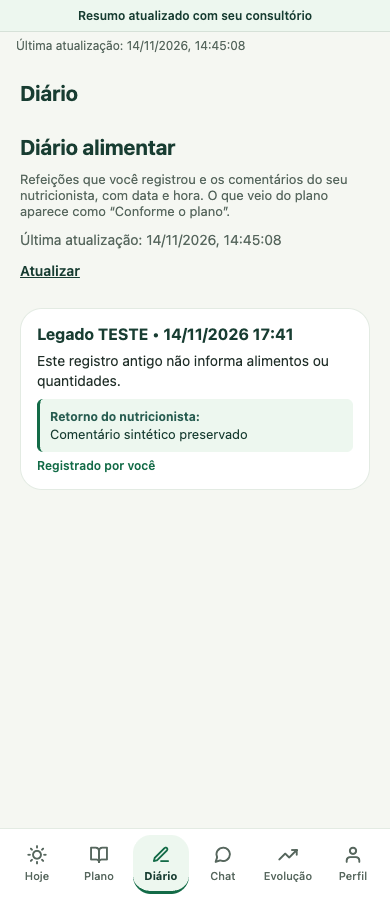 Resumo atualizado com seu consultório
Última atualização: 14/11/2026, 14:45:08
Diário
Diário alimentar
Refeições que você registrou e os comentários do seu
nutricionista, com data e hora. O que veio do plano
aparece como “Conforme o plano”.
Última atualização: 14/11/2026, 14:45:08
Atualizar
Legado TESTE • 14/11/2026 17:41
Este registro antigo não informa alimentos ou
quantidades.
Retorno do nutricionista:
Comentário sintético preservado
Registrado por você
Hoje
Plano
Diário
Chat
Evolução
Perfil